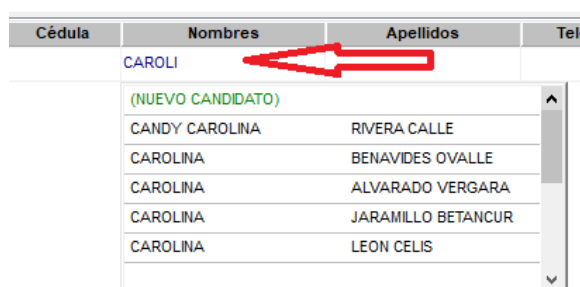 Cédula Nombres Apellidos Tel
CAROLI
(NUEVO CANDIDATO)
CANDY CAROLINA RIVERA CALLE
CAROLINA BENAVIDES OVALLE
CAROLINA ALVARADO VERGARA
CAROLINA JARAMILLO BETANCUR
CAROLINA LEON CELIS